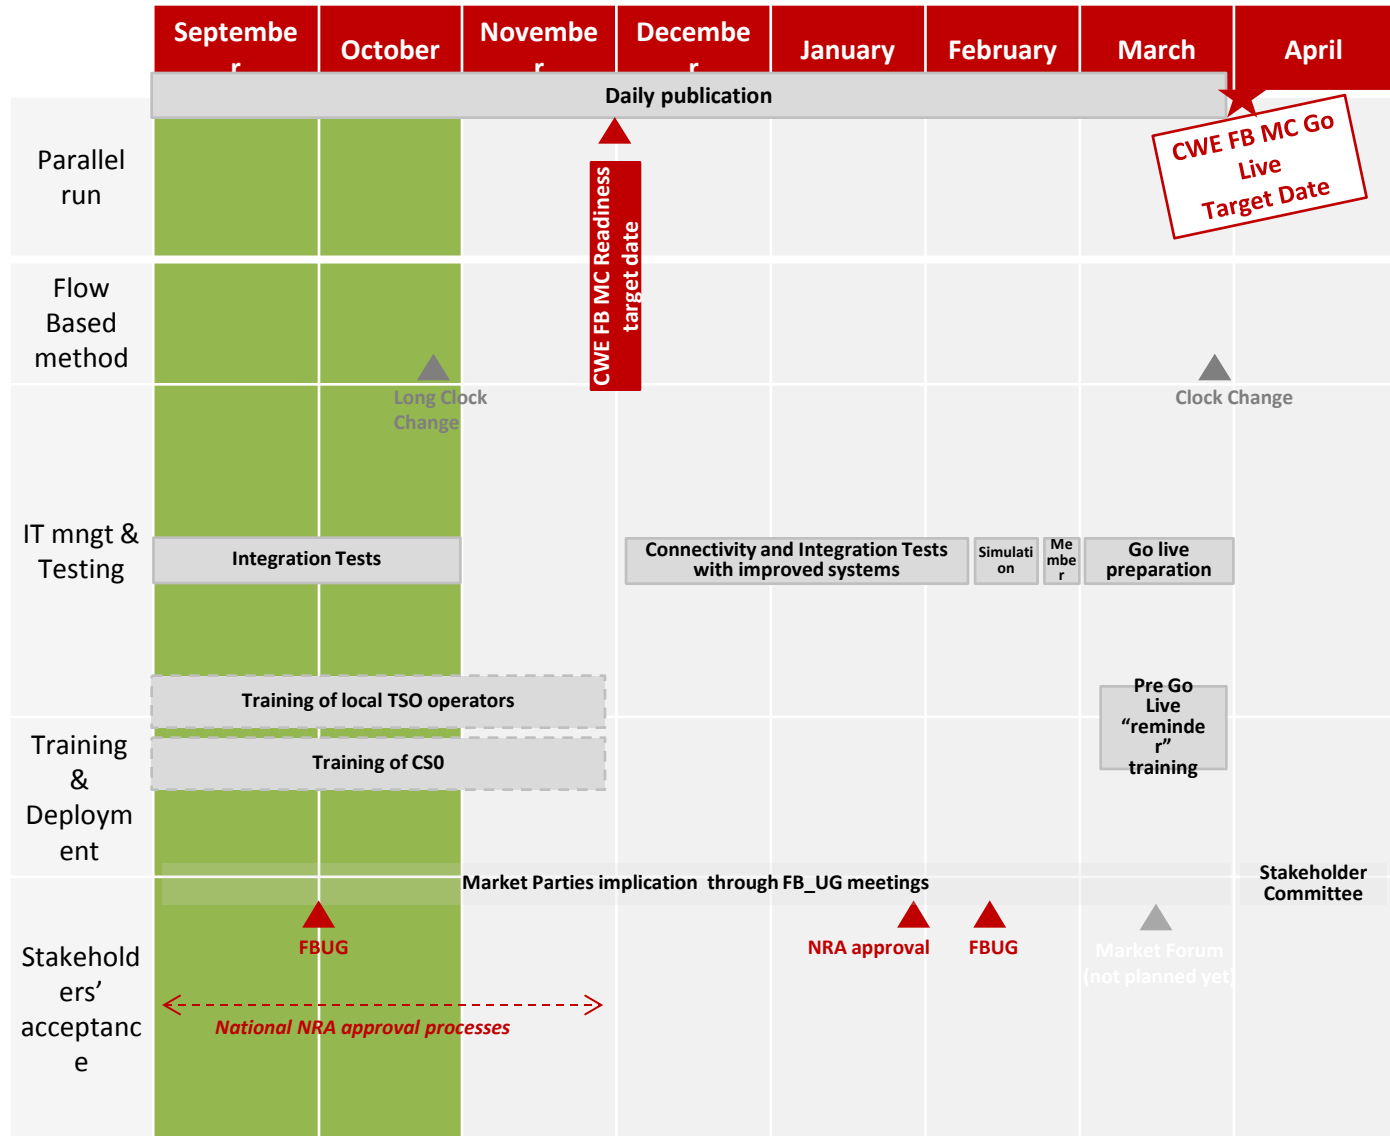 Septembe
r
October
Novembe
r
Decembe
r
January
February
March
April
Daily publication
Parallel
run
CWE FB MC Go
Live
Target Date
CWE FB MC Readiness
target date
Flow
Based
method
Long Clock
Change
Clock Change
IT mngt &
Testing
Integration Tests
Connectivity and Integration Tests
with improved systems
Simulati
on
Me
mbe
r
Go live
preparation
Training of local TSO operators
Pre Go
Live
“reminde
r”
training
Training
&
Deploym
ent
Training of CS0
Market Parties implication  through FB_UG meetings
Stakeholder
Committee
Stakehold
ers’
acceptanc
e
FBUG
NRA approval
FBUG
Market Forum
(not planned yet)
National NRA approval processes